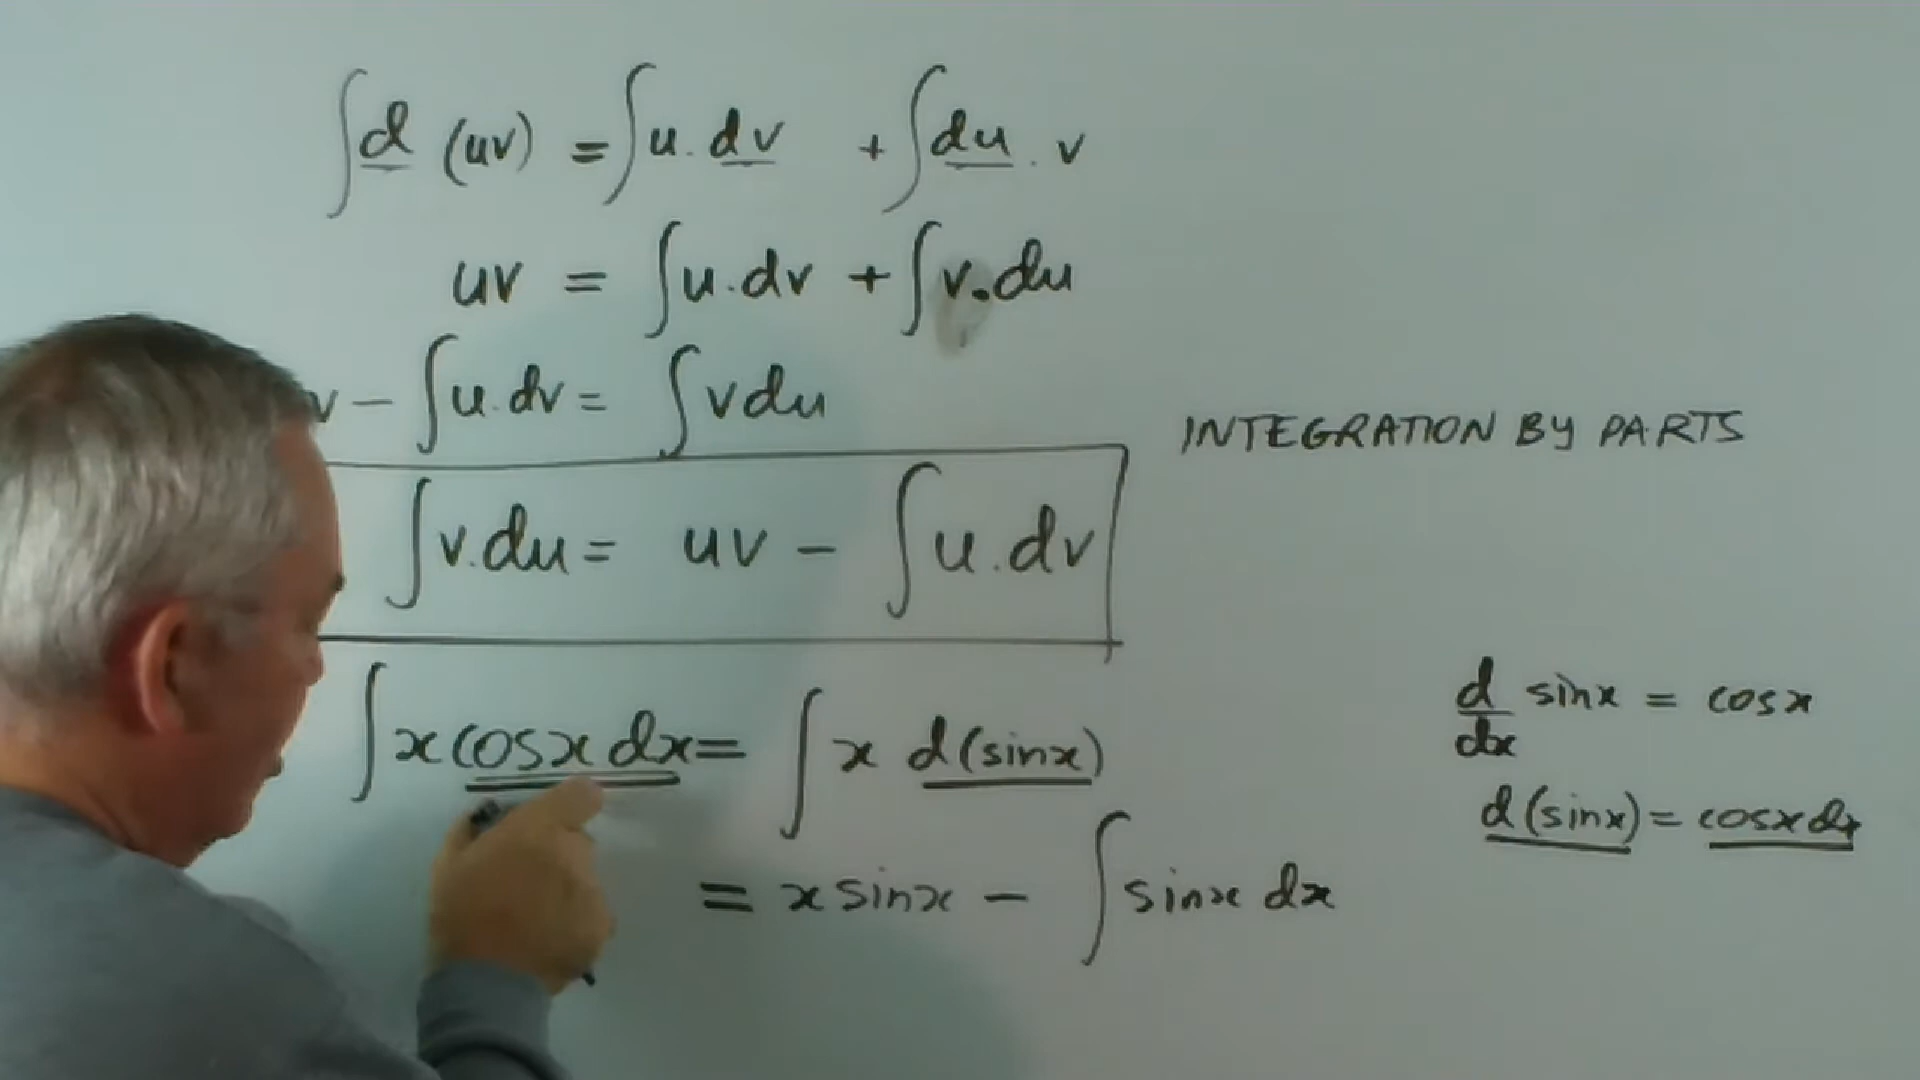 ∫d (uv) = ∫u.dv + ∫du.v
uv = ∫u.dv + ∫v.du
v - ∫u.dv = ∫vdu
INTEGRATION BY PARTS
∫v.du = uv - ∫u.dv
∫x cosx dx = ∫x d(sinx)
= x sinx - ∫sinx dx
d/dx sinx = cosx
d(sinx) = cosx dx